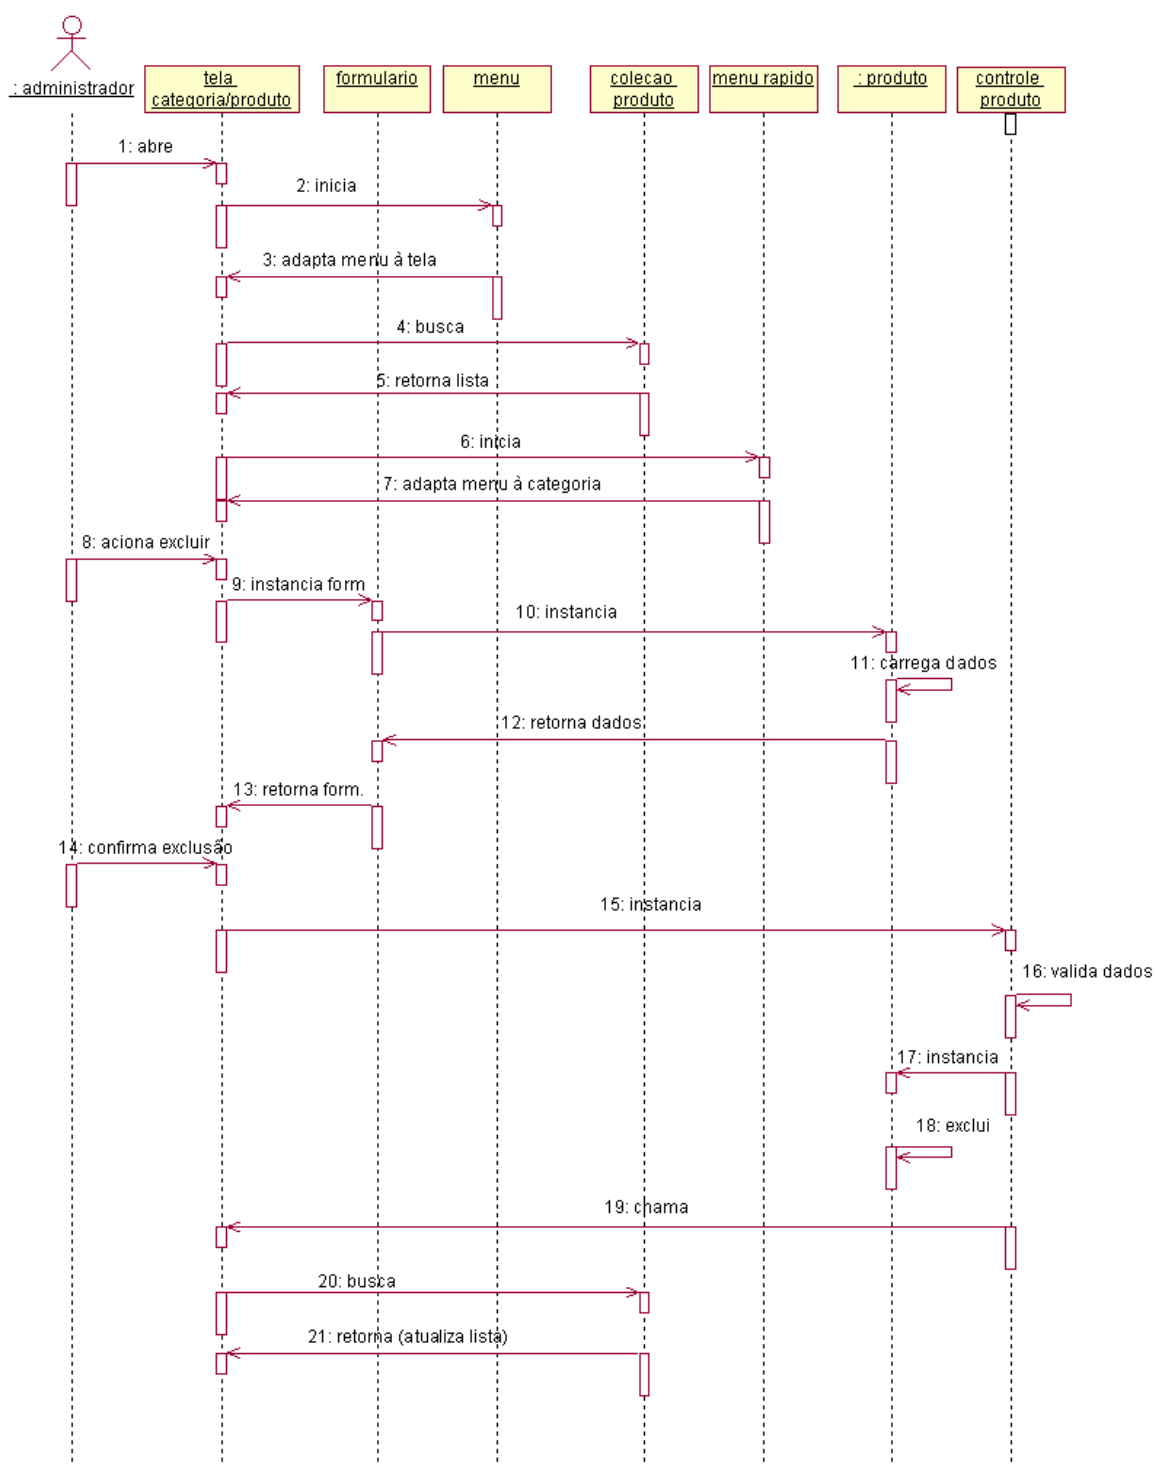 : administrador
tela
categoria/produto
formulario
menu
colecao
produto
menu rapido
: produto
controle
produto
1: abre
2: inicia
3: adapta menu à tela
4: busca
5: retorna lista
6: inicia
7: adapta menu à categoria
8: aciona excluir
9: instancia form
10: instancia
11: carrega dados
12: retorna dados
13: retorna form.
14: confirma exclusão
15: instancia
16: valida dados
17: instancia
18: exclui
19: chama
20: busca
21: retorna (atualiza lista)